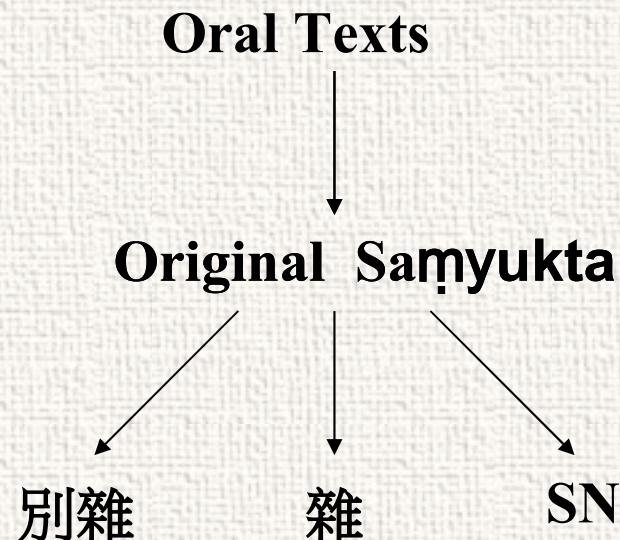 Oral Texts
Original Saṃyukta
別雜 雜 SN